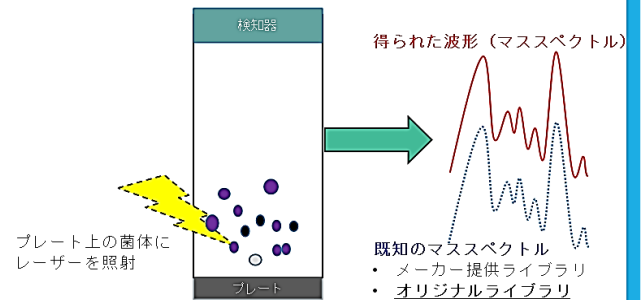 検知器
得られた波形（マススペクトル）
プレート上の菌体に
レーザーを照射
既知のマススペクトル
• メーカー提供ライブラリ
• オリジナルライブラリ
プレート